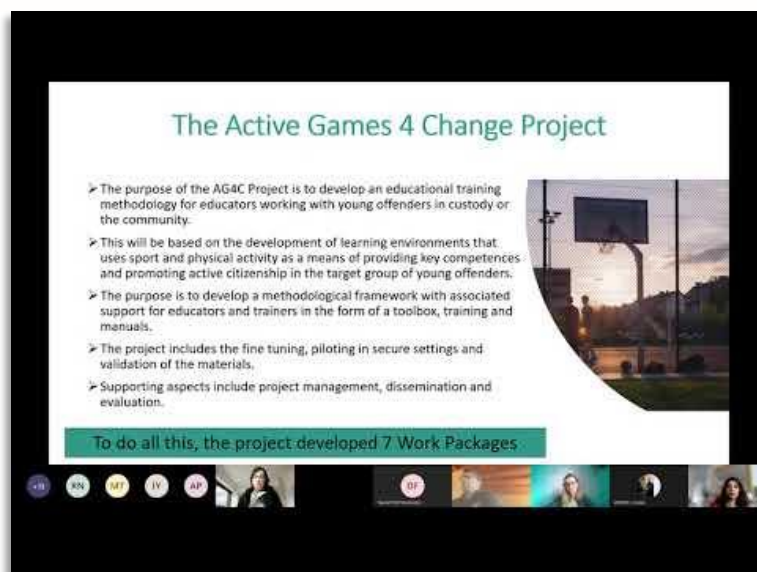 The Active Games 4 Change Project
➢ The purpose of the AG4C Project is to develop an educational training
methodology for educators working with young offenders in custody or
the community.
➢ This will be based on the development of learning environments that
uses sport and physical activity as a means of providing key competences
and promoting active citizenship in the target group of young offenders.
➢ The purpose is to develop a methodological framework with associated
support for educators and trainers in the form of a toolbox, training and
manuals.
➢ The project includes the fine tuning, piloting in secure settings and
validation of the materials.
➢ Supporting aspects include project management, dissemination and
evaluation.
To do all this, the project developed 7 Work Packages
RN MT IY AP DF